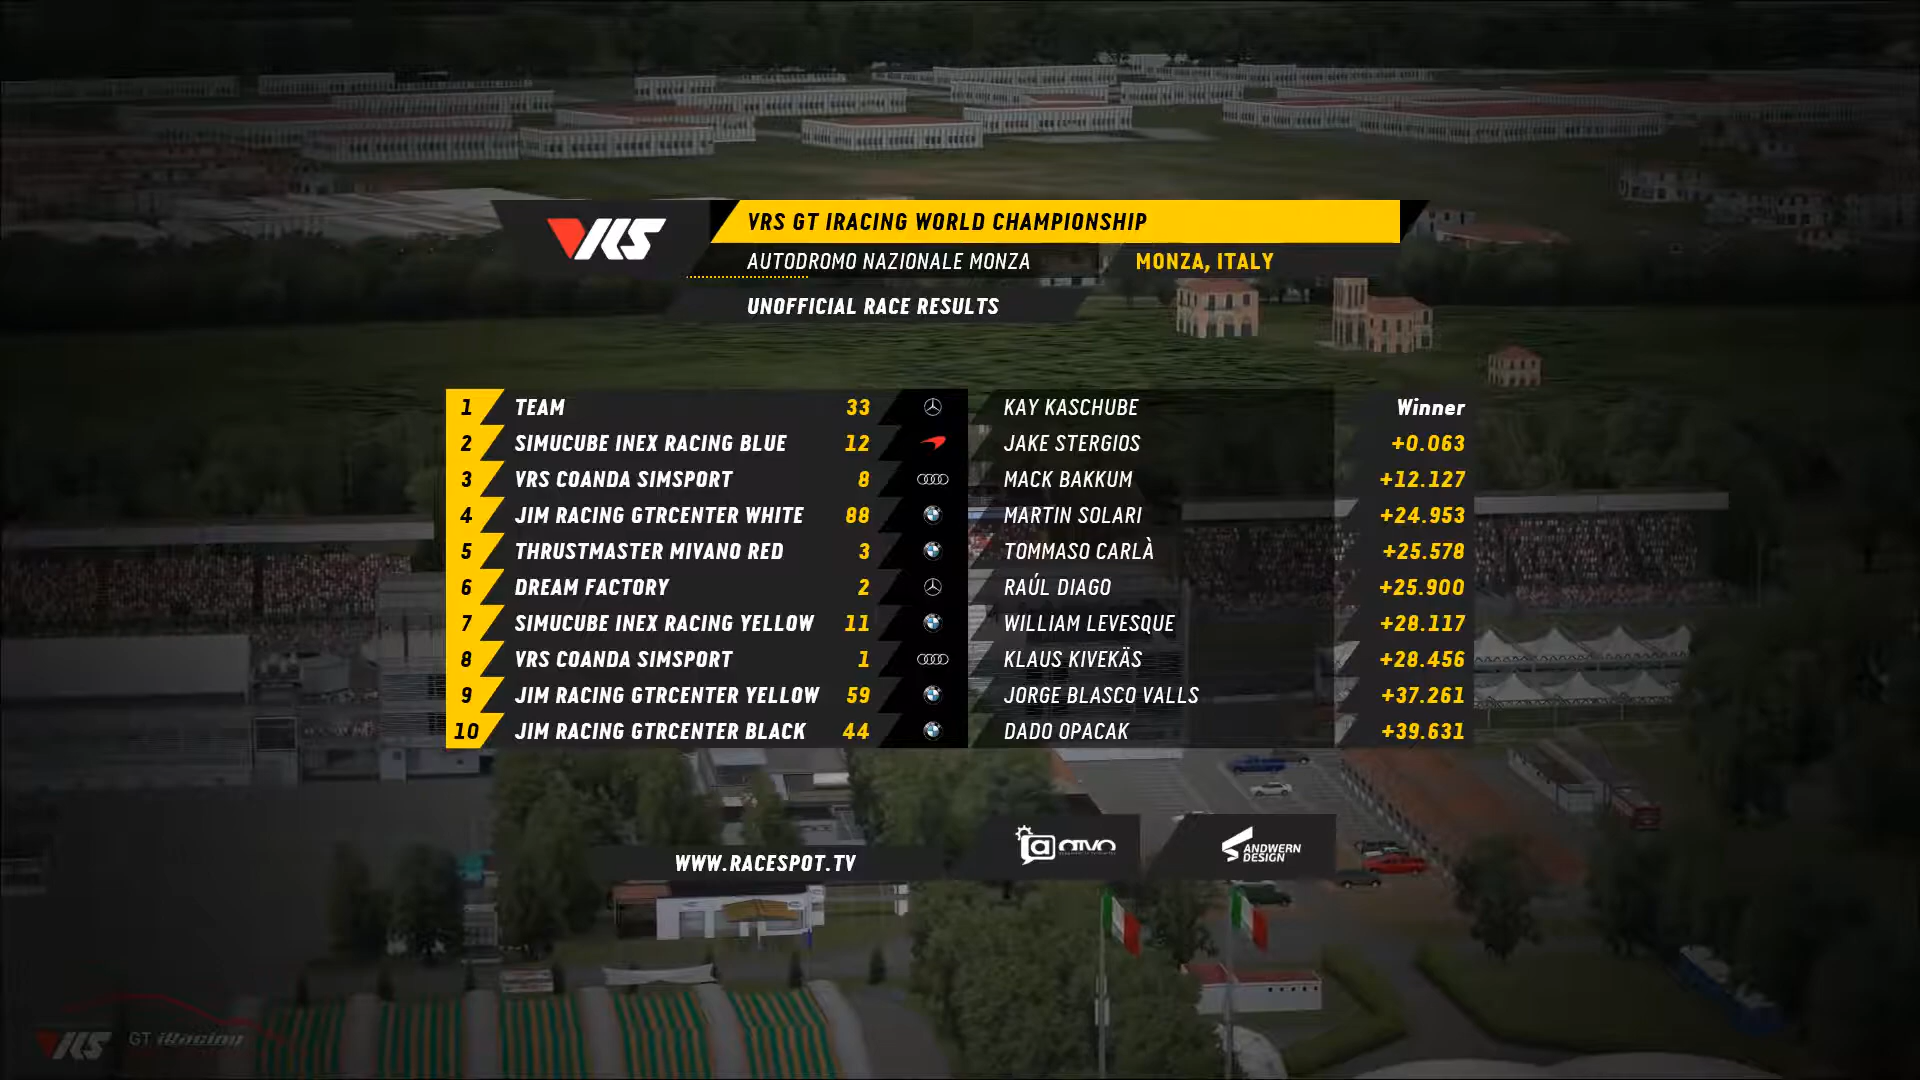 VRS
VRS GT IRACING WORLD CHAMPIONSHIP
AUTODROMO NAZIONALE MONZA MONZA, ITALY
UNOFFICIAL RACE RESULTS
1 TEAM 33 KAY KASCHUBE Winner
2 SIMUCUBE INEX RACING BLUE 12 JAKE STERGIOS +0.063
3 VRS COANDA SIMSPORT 8 MACK BAKKUM +12.127
4 JIM RACING GTRCENTER WHITE 88 MARTIN SOLARI +24.953
5 THRUSTMASTER MIVANO RED 3 TOMMASO CARLÀ +25.578
6 DREAM FACTORY 2 RAÚL DIAGO +25.900
7 SIMUCUBE INEX RACING YELLOW 11 WILLIAM LEVESQUE +28.117
8 VRS COANDA SIMSPORT 1 KLAUS KIVEKÄS +28.456
9 JIM RACING GTRCENTER YELLOW 59 JORGE BLASCO VALLS +37.261
10 JIM RACING GTRCENTER BLACK 44 DADO OPACAK +39.631
WWW.RACESPOT.TV
ATVO
ANDWERN
DESIGN
VRS GT iRacing